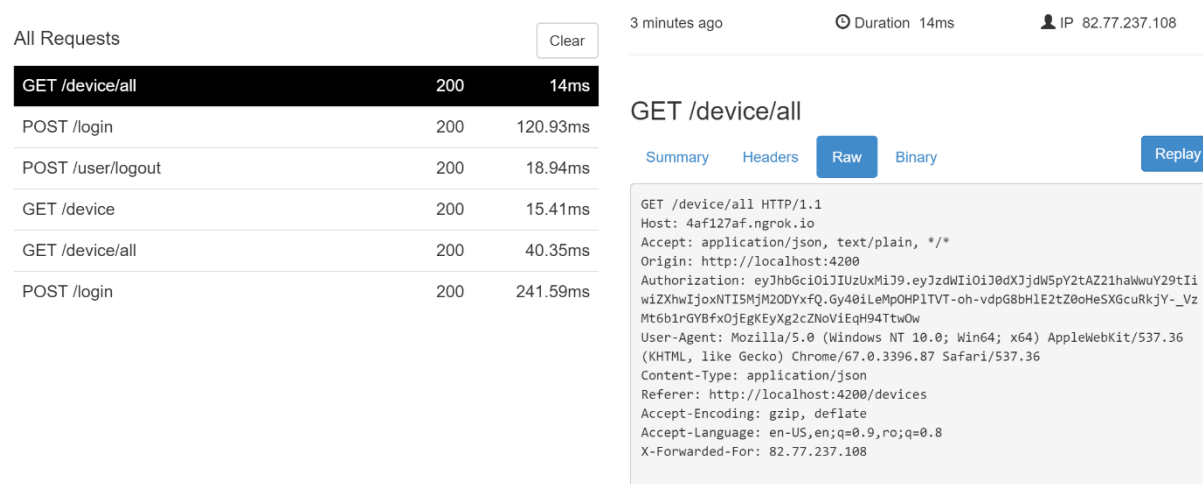 All Requests
Clear
GET /device/all 200 14ms
POST /login 200 120.93ms
POST /user/logout 200 18.94ms
GET /device 200 15.41ms
GET /device/all 200 40.35ms
POST /login 200 241.59ms
3 minutes ago Duration 14ms IP 82.77.237.108
GET /device/all
Summary Headers Raw Binary Replay
GET /device/all HTTP/1.1
Host: 4af127af.ngrok.io
Accept: application/json, text/plain, */*
Origin: http://localhost:4200
Authorization: eyJhbGciOiJIUzUxMiJ9.eyJzdWIiOiJ0dXJjdW5pY2tAZ21haWwuY29tIi
wiZXhwIjoxNTI5MjM2ODYxfQ.Gy40iLeMpOHPlTVT-oh-vdpG8bHlE2tZ0oHeSXGcuRkjY-_Vz
Mt6b1rGYBfxOjEgKEyXg2cZNoViEqH94TtwOw
User-Agent: Mozilla/5.0 (Windows NT 10.0; Win64; x64) AppleWebKit/537.36
(KHTML, like Gecko) Chrome/67.0.3396.87 Safari/537.36
Content-Type: application/json
Referer: http://localhost:4200/devices
Accept-Encoding: gzip, deflate
Accept-Language: en-US,en;q=0.9,ro;q=0.8
X-Forwarded-For: 82.77.237.108